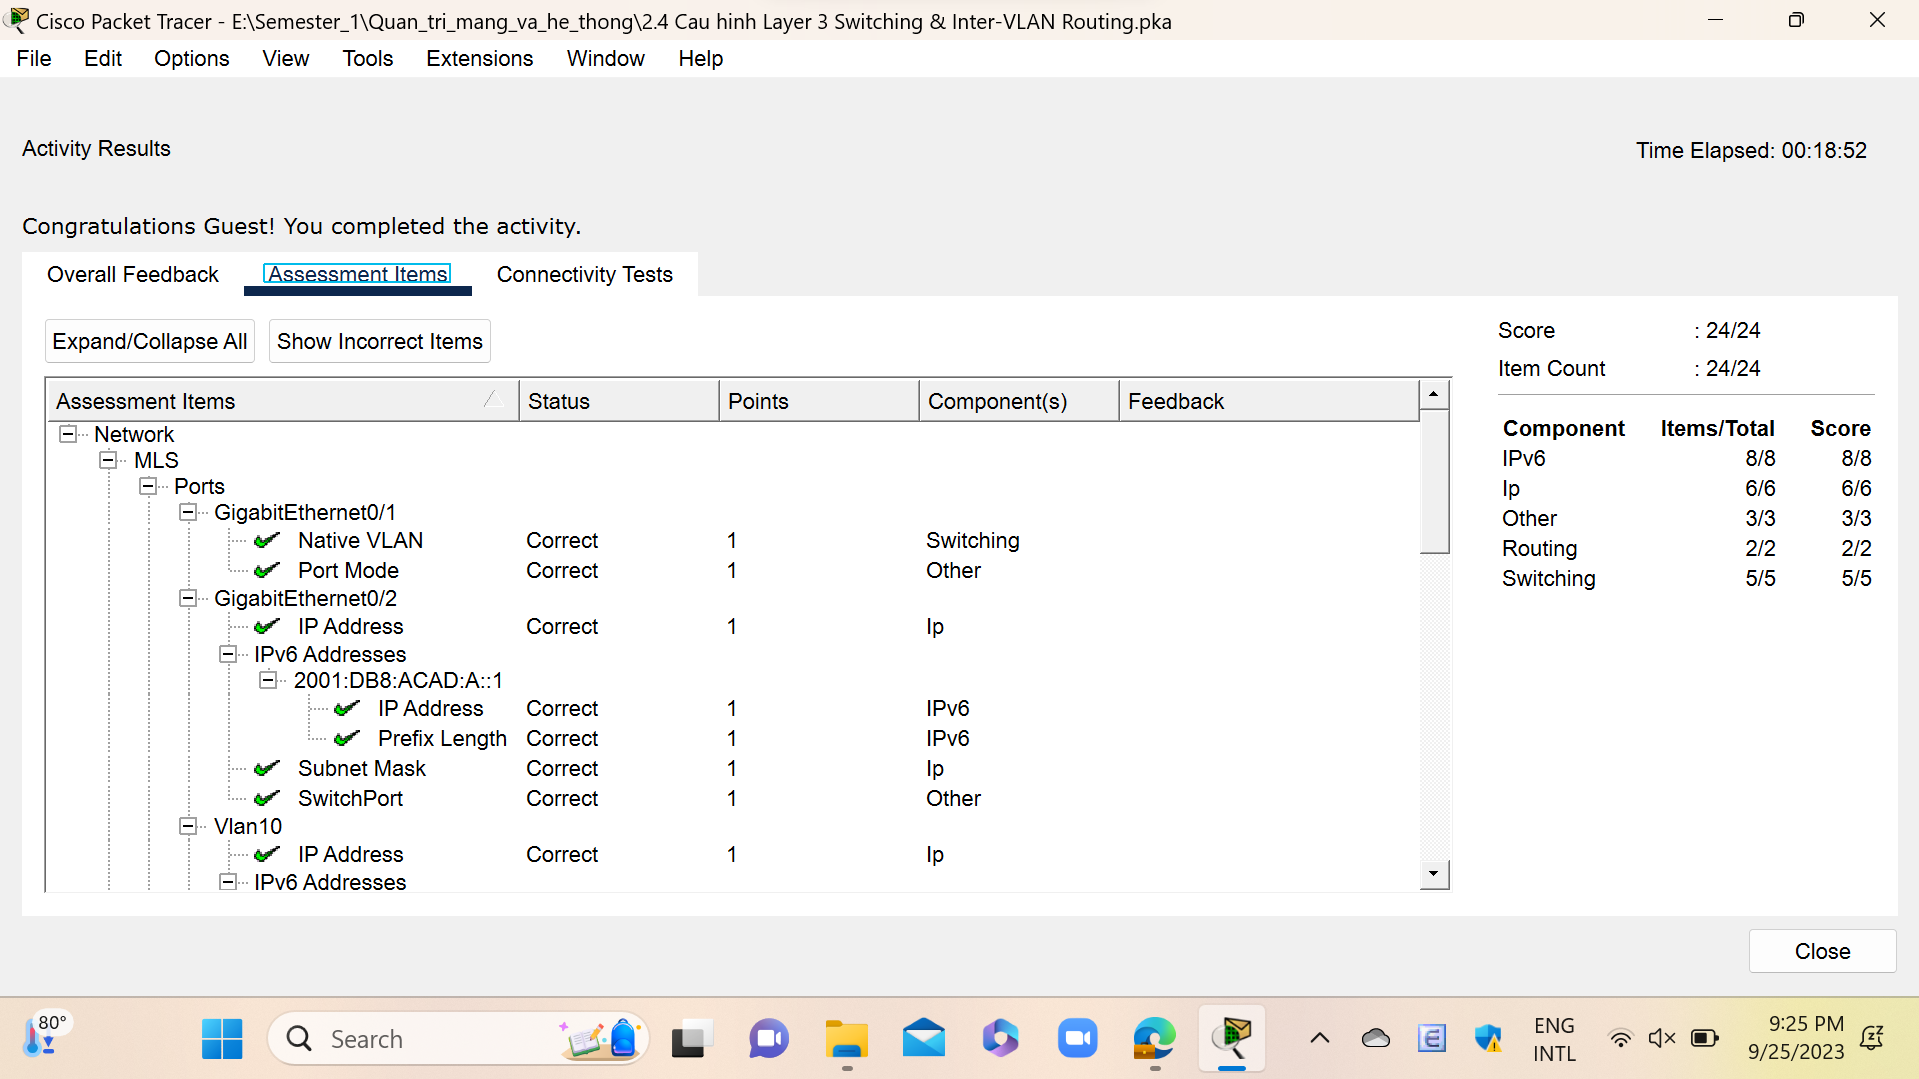 Cisco Packet Tracer - E:\Semester_1\Quan_tri_mang_va_he_thong\2.4 Cau hinh Layer 3 Switching & Inter-VLAN Routing.pka
File Edit Options View Tools Extensions Window Help
Activity Results
Time Elapsed: 00:18:52
Congratulations Guest! You completed the activity.
Overall Feedback Assessment Items Connectivity Tests
Expand/Collapse All Show Incorrect Items
Assessment Items Status Points Component(s) Feedback
Network
MLS
Ports
GigabitEthernet0/1
Native VLAN Correct 1 Switching
Port Mode Correct 1 Other
GigabitEthernet0/2
IP Address Correct 1 Ip
IPv6 Addresses
2001:DB8:ACAD:A::1
IP Address Correct 1 IPv6
Prefix Length Correct 1 IPv6
Subnet Mask Correct 1 Ip
SwitchPort Correct 1 Other
Vlan10
IP Address Correct 1 Ip
IPv6 Addresses
Score : 24/24
Item Count : 24/24
Component Items/Total Score
IPv6 8/8 8/8
Ip 6/6 6/6
Other 3/3 3/3
Routing 2/2 2/2
Switching 5/5 5/5
Close
80°
Search
ENG
INTL
9:25 PM
9/25/2023